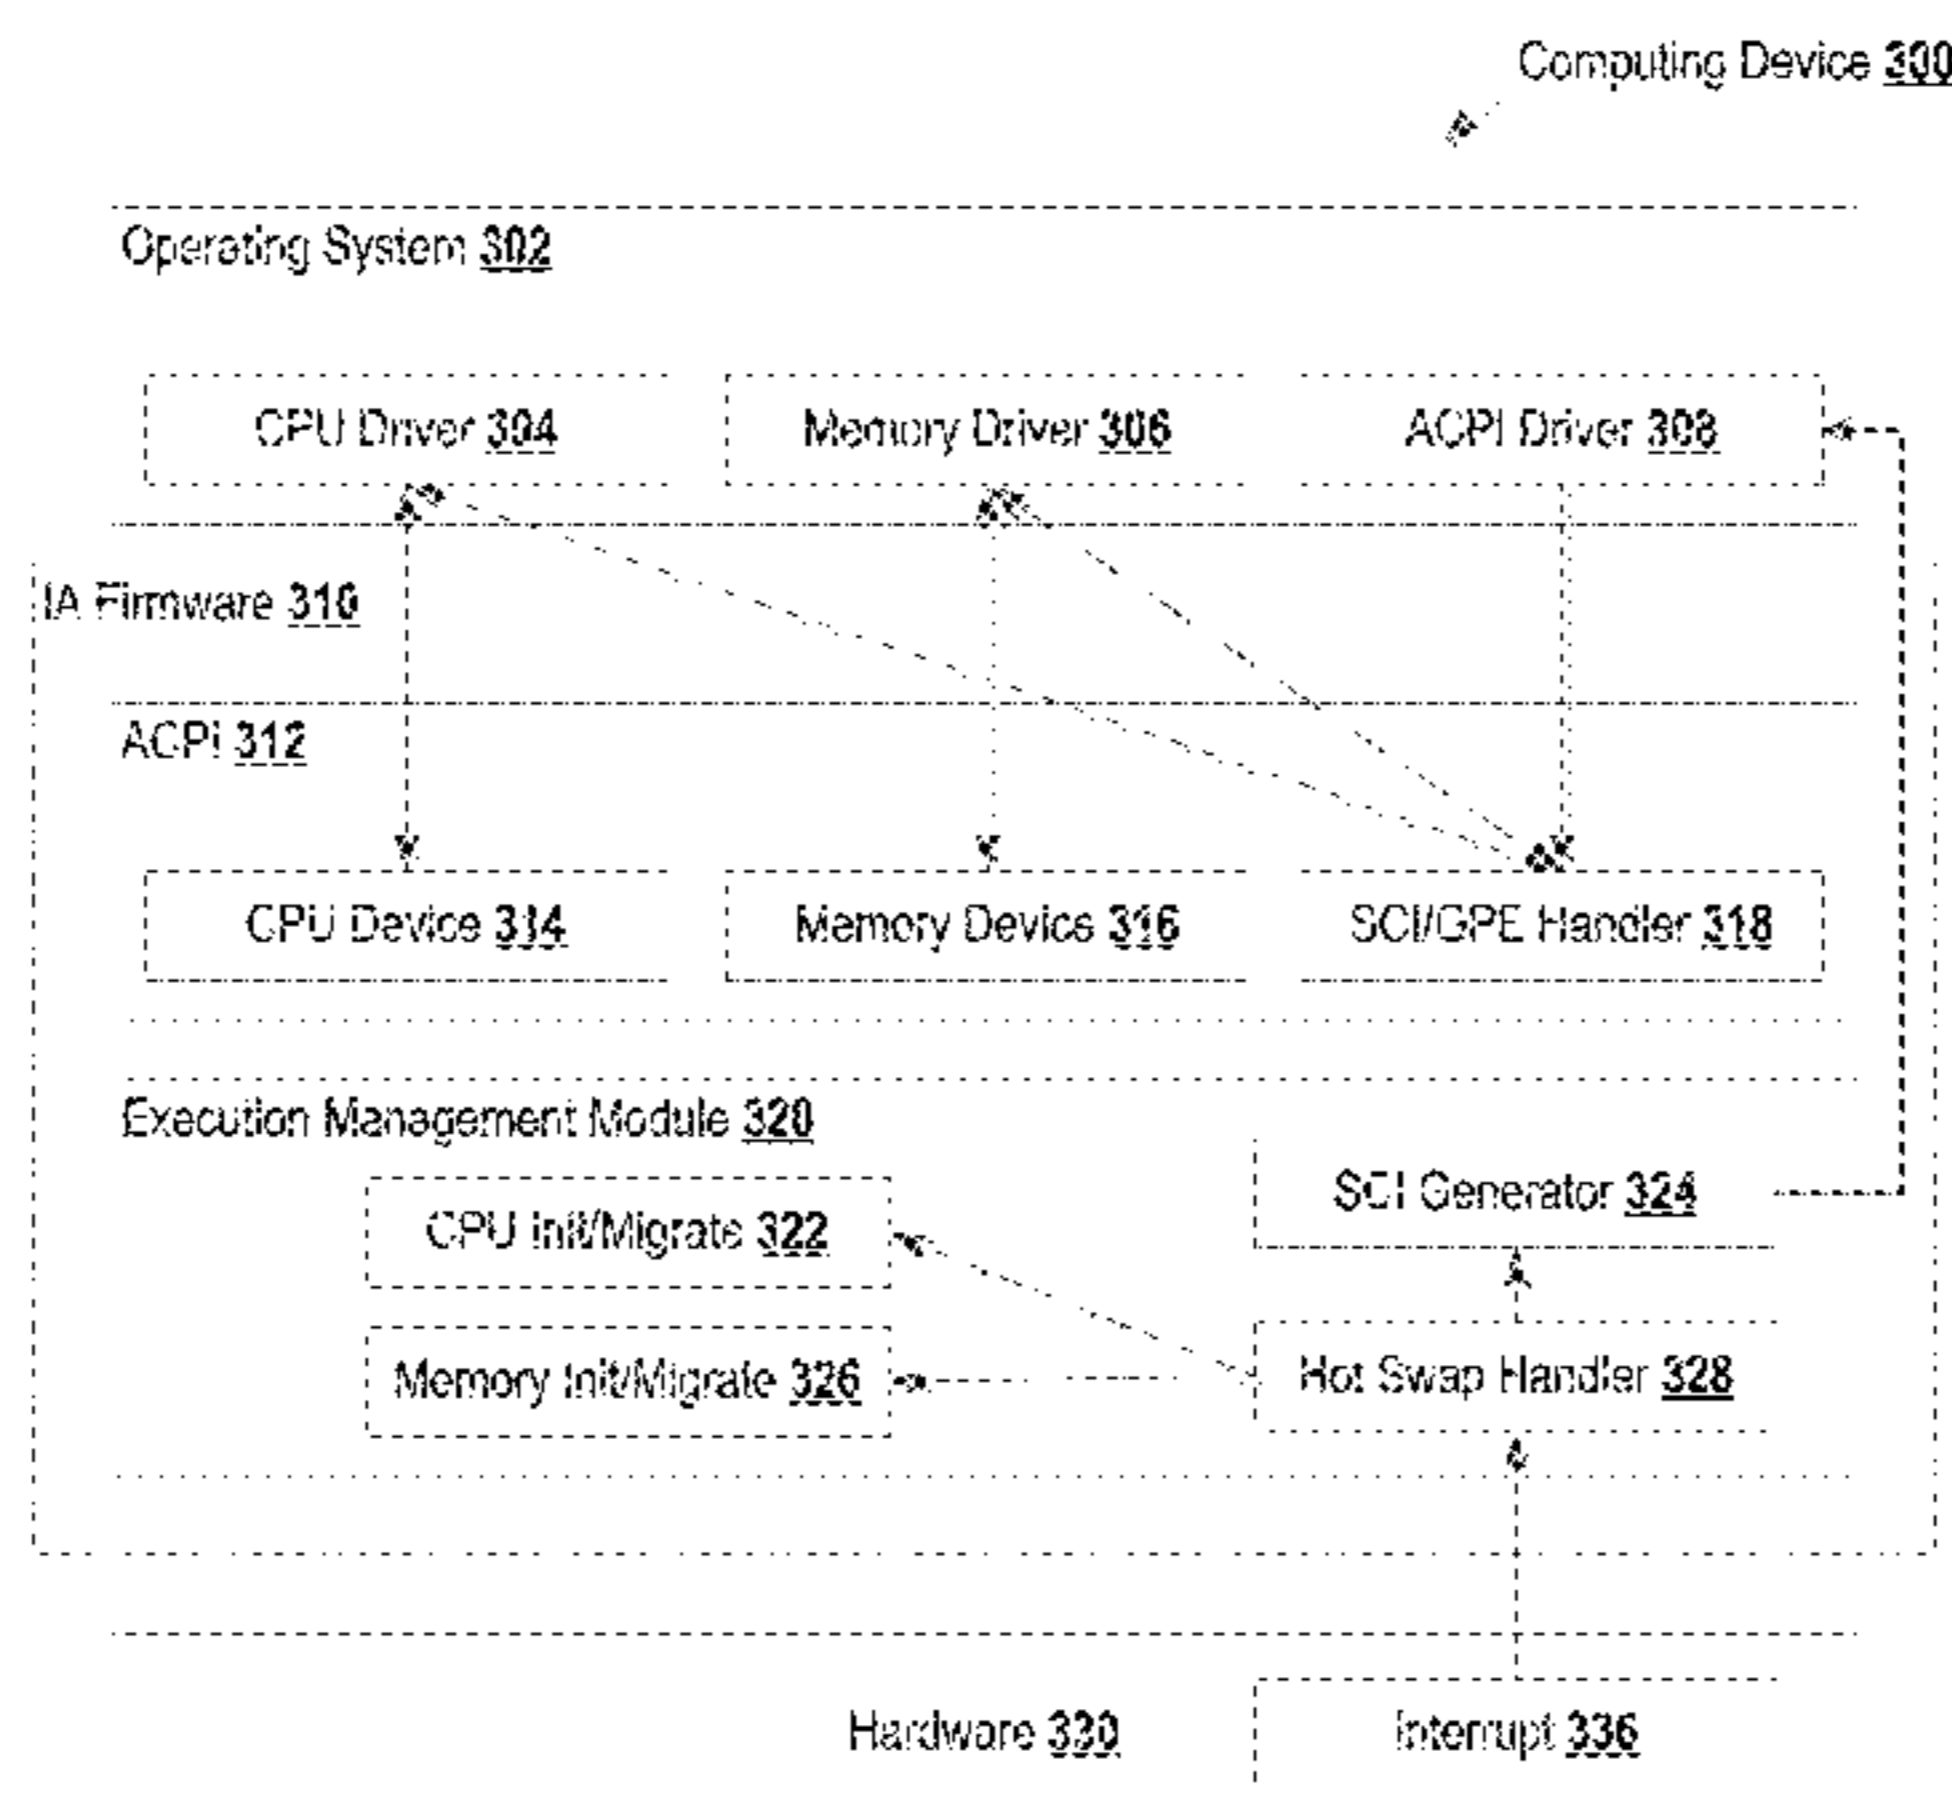 Computing Device 300
Operating System 302
CPU Driver 304
Memory Driver 306
ACPI Driver 308
IA Firmware 310
ACPI 312
CPU Device 314
Memory Device 316
SCI/GPE Handler 318
Execution Management Module 320
SCI Generator 324
CPU Init/Migrate 322
Memory Init/Migrate 326
Hot Swap Handler 328
Hardware 330
Interrupt 336